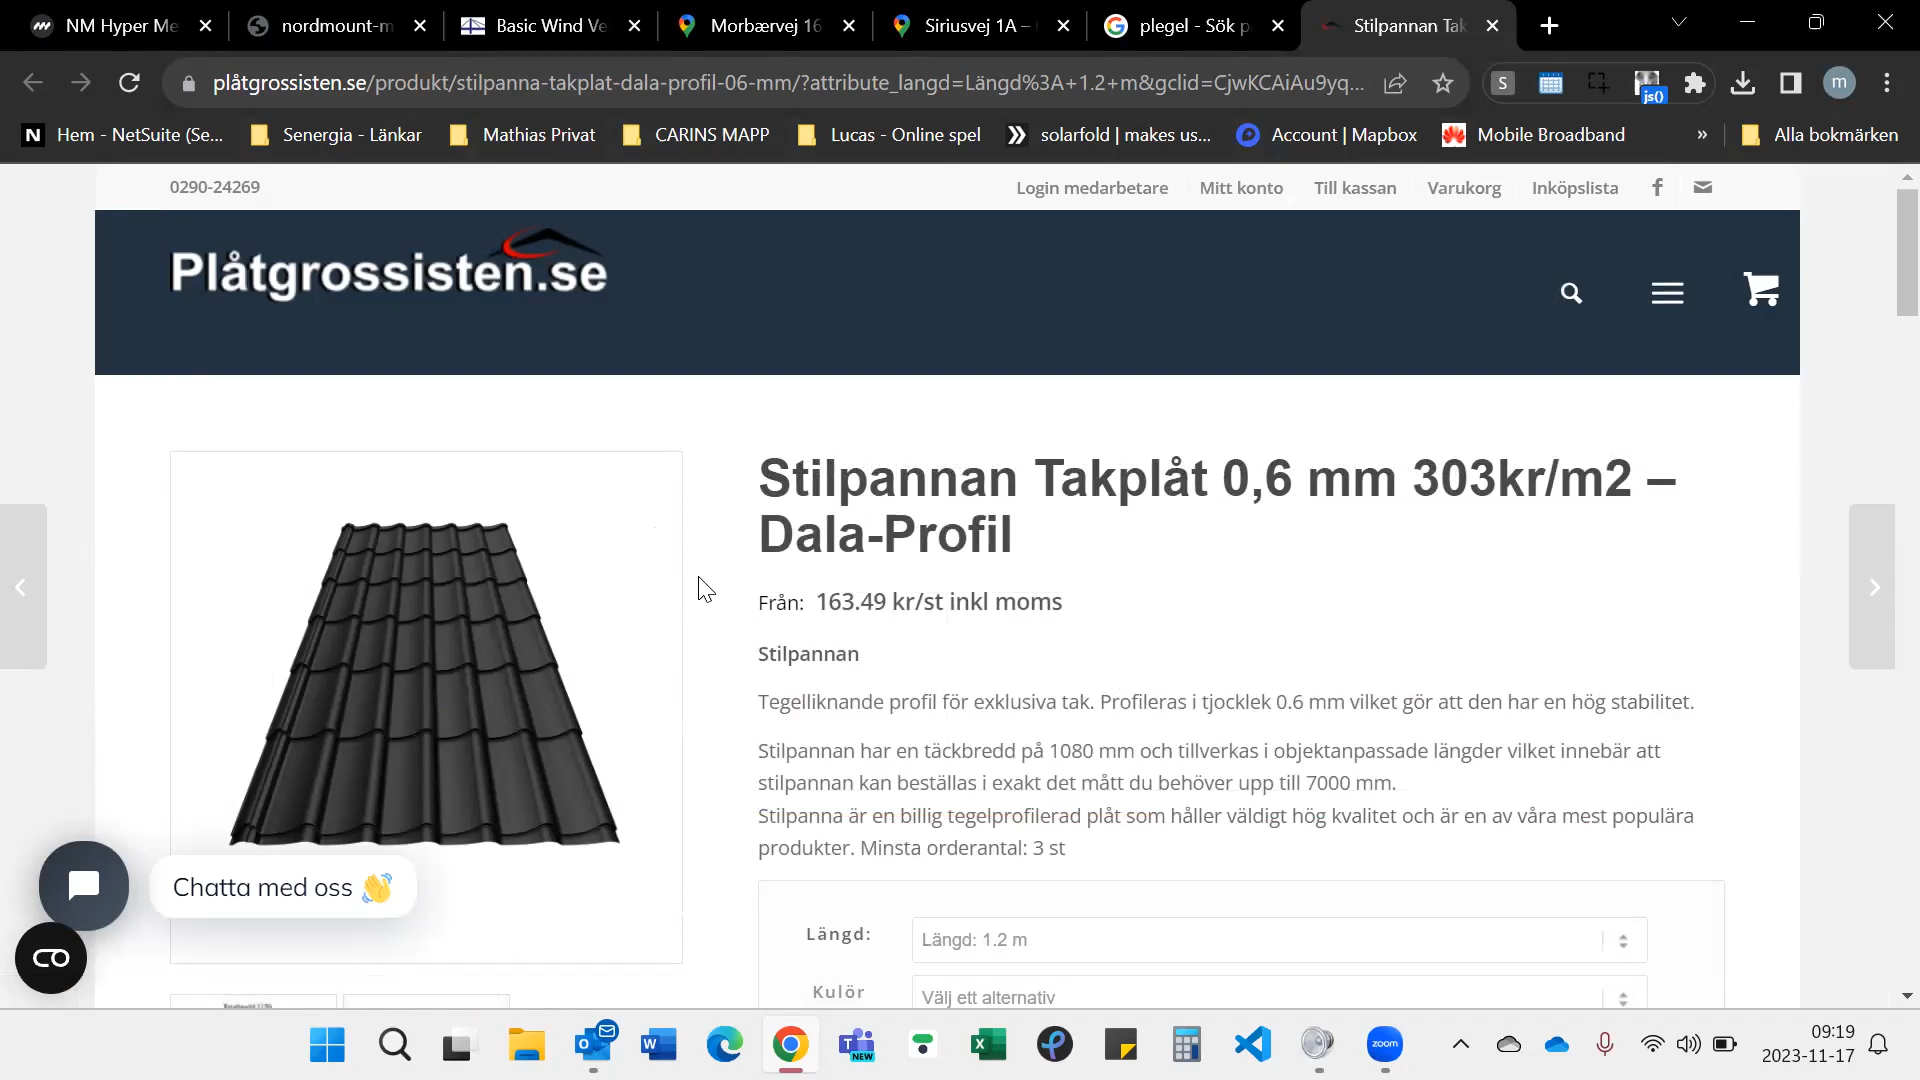 NM Hyper Me
nordmount-m
Basic Wind Ve
Morbærvej 16
Siriusvej 1A –
plegel - Sök p
Stilpannan Tak
plåtgrossisten.se/produkt/stilpanna-takplat-dala-profil-06-mm/?attribute_langd=Längd%3A+1.2+m&gclid=CjwKCAiAu9yq...
S
js()
m
N Hem - NetSuite (Se...
Senergia - Länkar
Mathias Privat
CARINS MAPP
Lucas - Online spel
solarfold | makes us...
Account | Mapbox
Mobile Broadband
»
Alla bokmärken
0290-24269
Login medarbetare
Mitt konto
Till kassan
Varukorg
Inköpslista
Plåtgrossisten.se
Stilpannan Takplåt 0,6 mm 303kr/m2 –
Dala-Profil
Från: 163.49 kr/st inkl moms
Stilpannan
Tegelliknande profil för exklusiva tak. Profileras i tjocklek 0.6 mm vilket gör att den har en hög stabilitet.
Stilpannan har en täckbredd på 1080 mm och tillverkas i objektanpassade längder vilket innebär att
stilpannan kan beställas i exakt det mått du behöver upp till 7000 mm.
Stilpanna är en billig tegelprofilerad plåt som håller väldigt hög kvalitet och är en av våra mest populära
produkter. Minsta orderantal: 3 st
Chatta med oss 👋
Längd:
Längd: 1.2 m
Kulör
Välj ett alternativ
NEW
zoom
09:19
2023-11-17